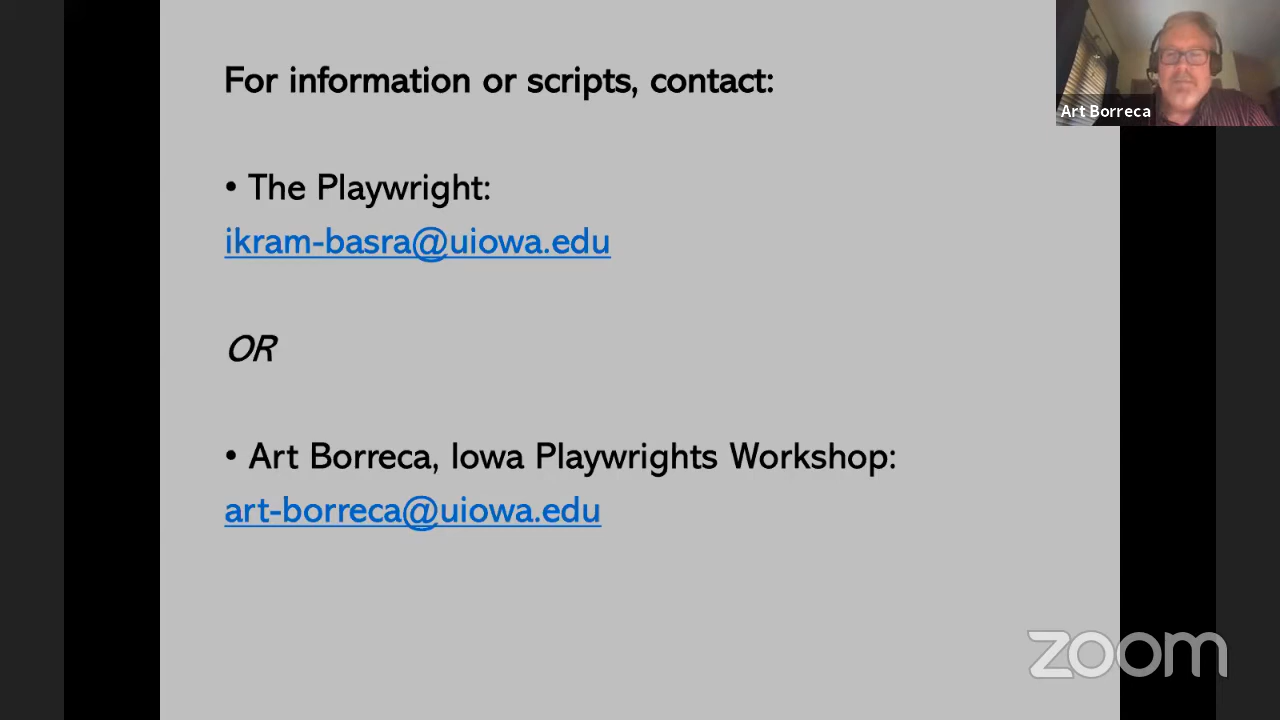 For information or scripts, contact:
Art Borreca
• The Playwright:
ikram-basra@uiowa.edu
OR
• Art Borreca, Iowa Playwrights Workshop:
art-borreca@uiowa.edu
zoom